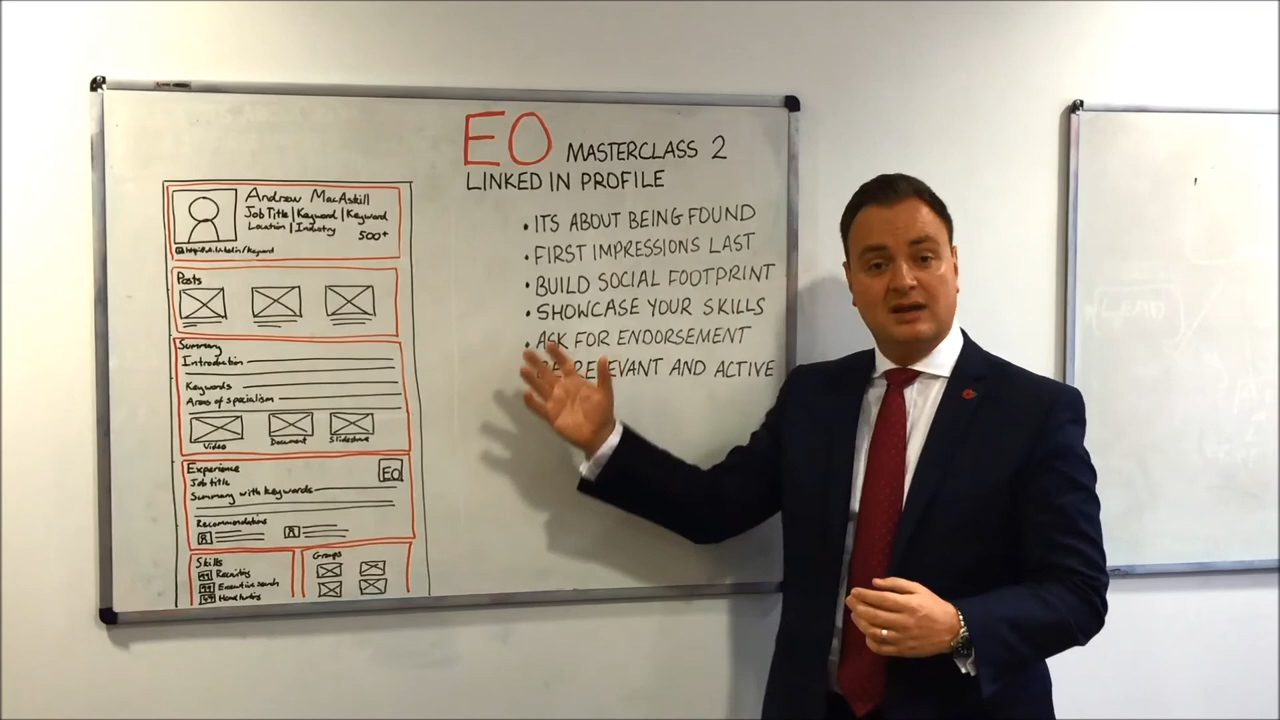 EO MASTERCLASS 2
LINKED IN PROFILE
• ITS ABOUT BEING FOUND
• FIRST IMPRESSIONS LAST
• BUILD SOCIAL FOOTPRINT
• SHOWCASE YOUR SKILLS
• ASK FOR ENDORSEMENT
RELEVANT AND ACTIVE
Andrew MacAskill
Job Title | Keyword | Keyword
Location | Industry
500+
Posts
Summary
Introduction
Keywords
Areas of specialism
Video Document Slideshare
Experience
EO
Job title
Summary with keywords
Recommendations
Skills
99 Recruiting
99 Executive search
Headhunting
Groups